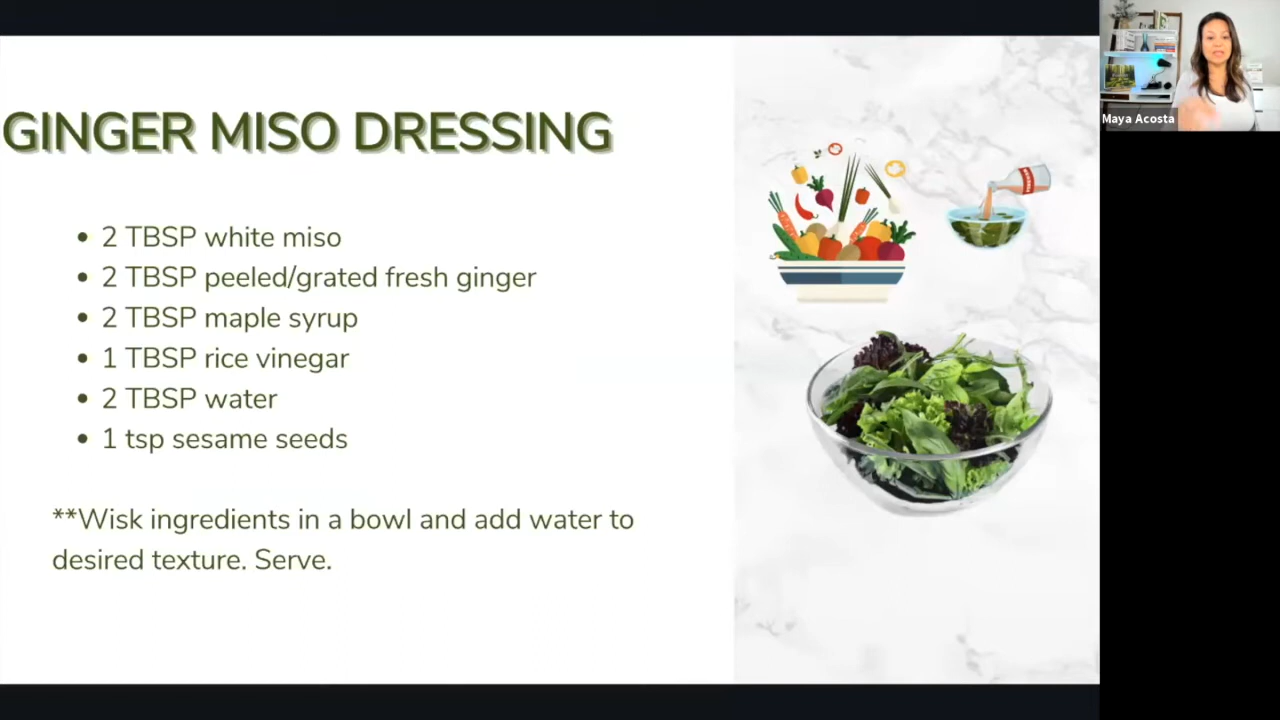 GINGER MISO DRESSING
• 2 TBSP white miso
• 2 TBSP peeled/grated fresh ginger
• 2 TBSP maple syrup
• 1 TBSP rice vinegar
• 2 TBSP water
• 1 tsp sesame seeds
**Wisk ingredients in a bowl and add water to
desired texture. Serve.
Maya Acosta